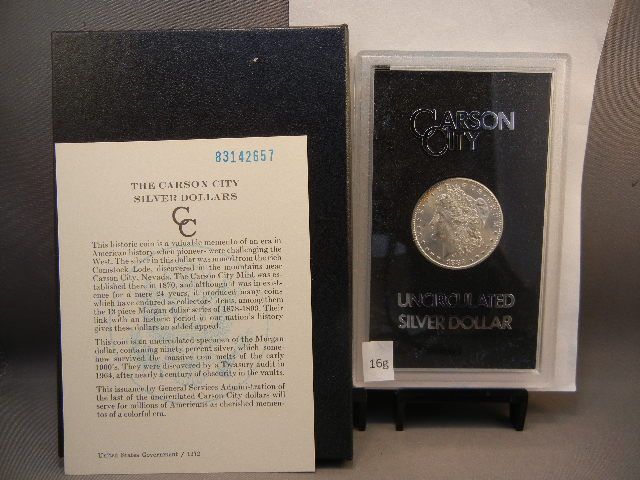 83142657
THE CARSON CITY
SILVER DOLLARS
CC
This historic coin is a valuable memento of an era in
American history when pioneers were challenging the
West. The silver in this dollar was mined from the rich
Comstock Lode, discovered in the mountains near
Carson City, Nevada. The Carson City Mint was es-
tablished there in 1870, and although it was in exist-
ence for a mere 24 years, it produced many coins
which have endured as collectors' items, among them
the 13 piece Morgan dollar series of 1878-1893. Their
link with an historic period in our nation's history
gives these dollars an added appeal.
This coin is an uncirculated specimen of the Morgan
dollar, containing ninety percent silver, which some-
how survived the massive coin melts of the early
1900's. They were discovered by a Treasury audit in
1964, after nearly a century of obscurity in the vaults.
This issuance by General Services Administration of
the last of the uncirculated Carson City dollars will
serve for millions of Americans as cherished memen-
tos of a colorful era.
United States Government / 1972
CARSON
CITY
UNCIRCULATED
SILVER DOLLAR
16g